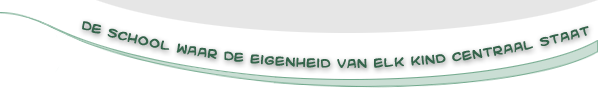 DE SCHOOL WAAR DE EIGENHEID VAN ELK KIND CENTRAAL STAAT